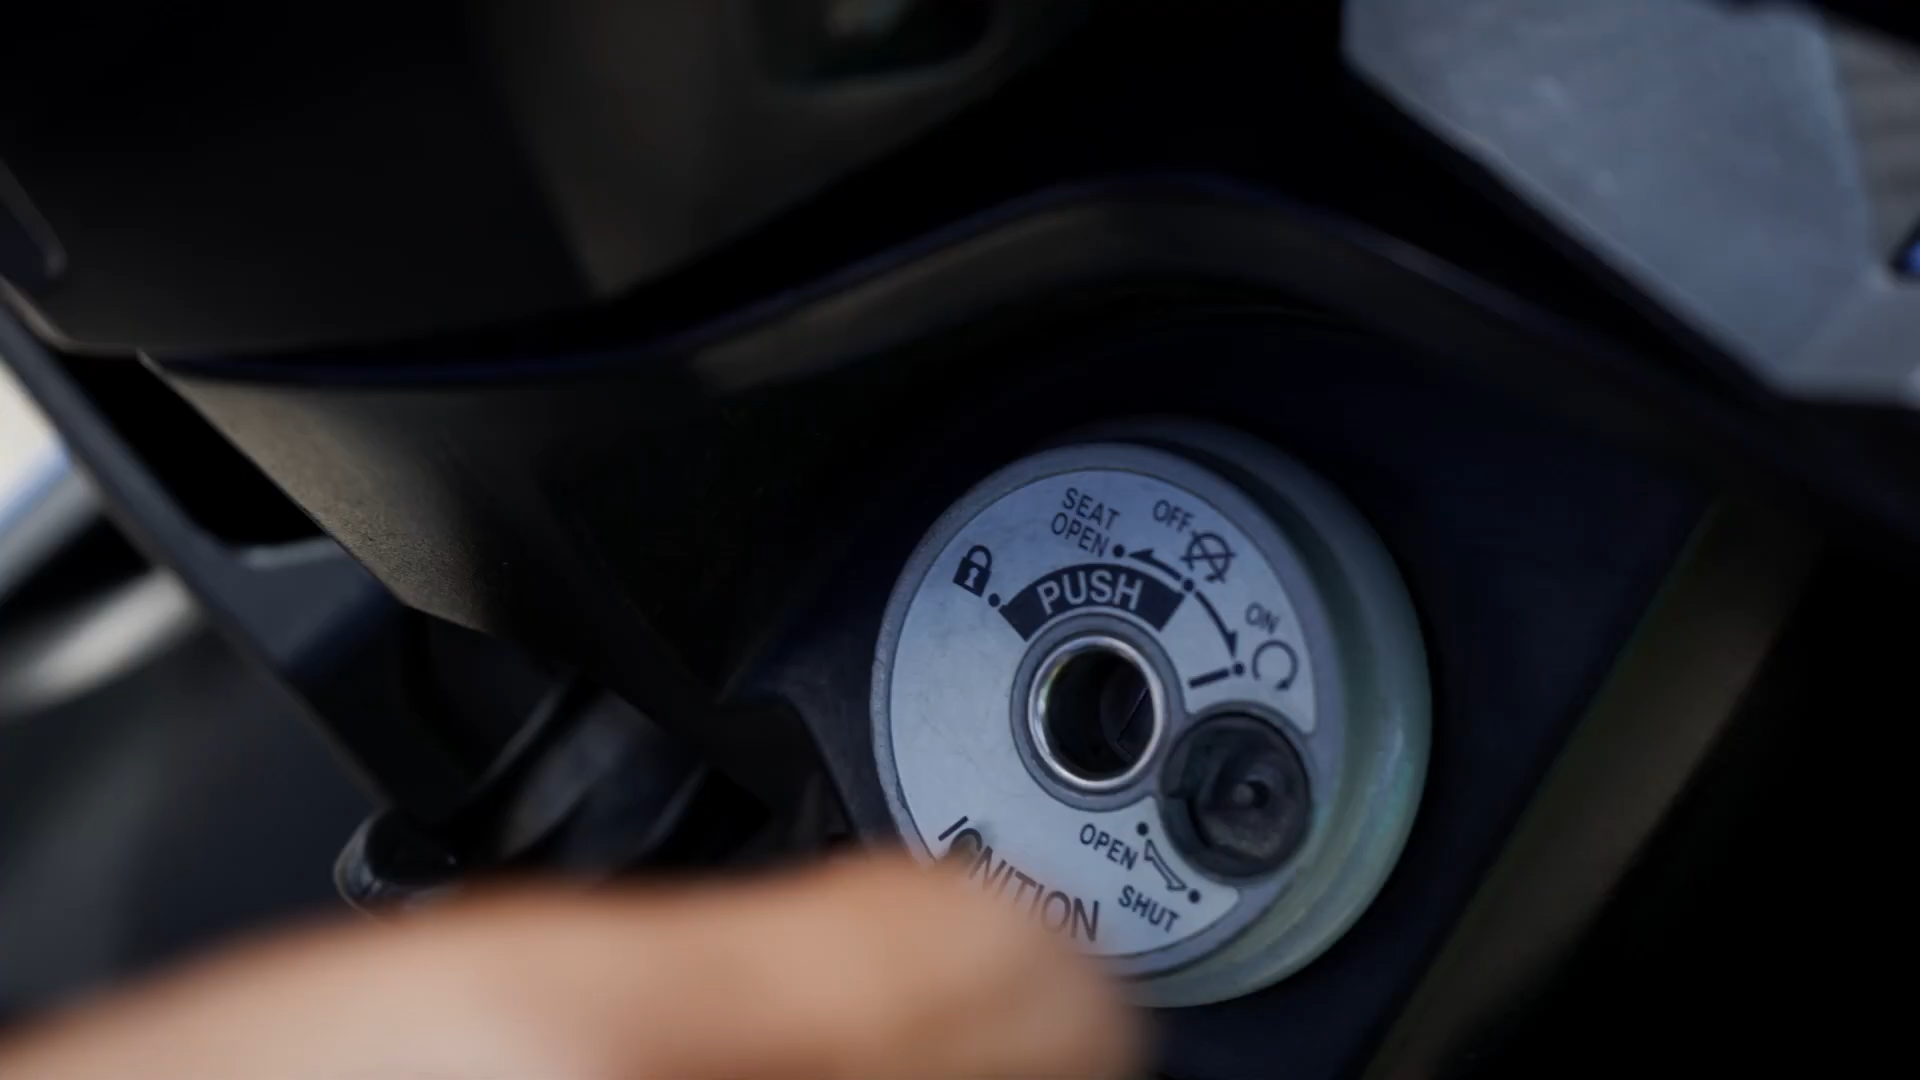 SEAT
OPEN
OFF
PUSH
ON
OPEN
SHUT
IGNITION